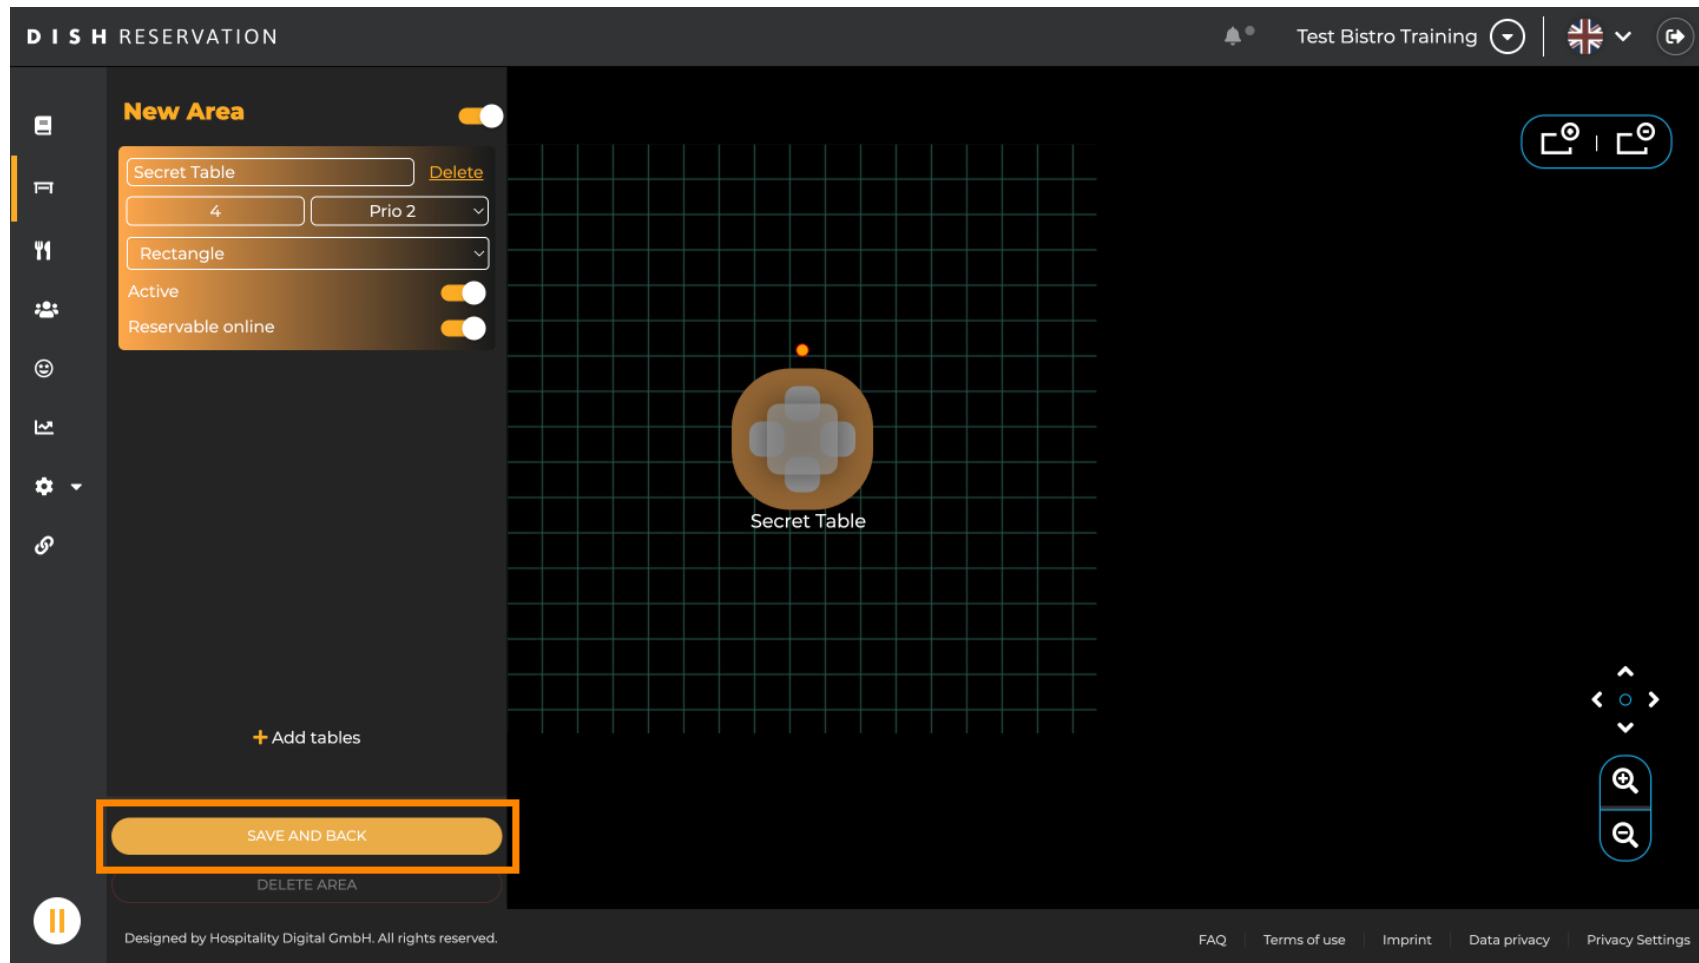 DISH RESERVATION
Test Bistro Training
New Area
Secret Table
Delete
4
Prio 2
Rectangle
Active
Reservable online
Secret Table
Add tables
SAVE AND BACK
DELETE AREA
Designed by Hospitality Digital GmbH. All rights reserved.
FAQ
Terms of use
Imprint
Data privacy
Privacy Settings